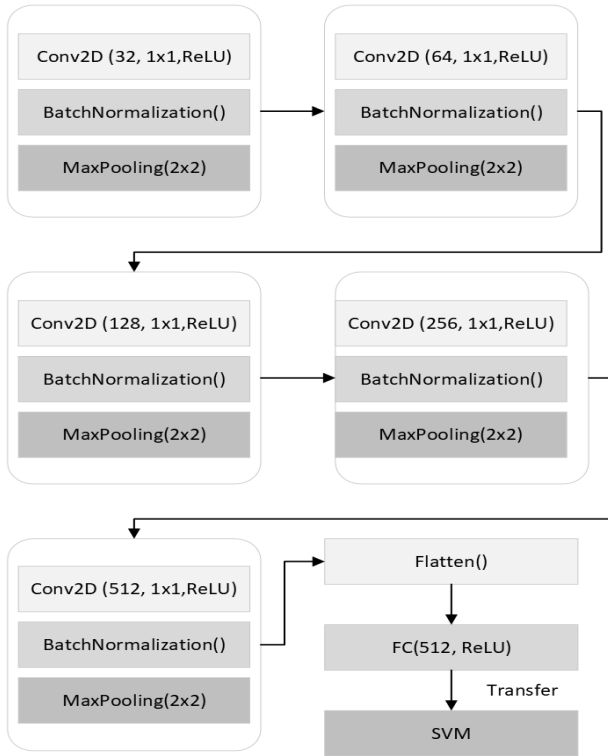 Conv2D (32, 1x1,ReLU)
BatchNormalization()
MaxPooling(2x2)
Conv2D (64, 1x1,ReLU)
BatchNormalization()
MaxPooling(2x2)
Conv2D (128, 1x1,ReLU)
BatchNormalization()
MaxPooling(2x2)
Conv2D (256, 1x1,ReLU)
BatchNormalization()
MaxPooling(2x2)
Conv2D (512, 1x1,ReLU)
BatchNormalization()
MaxPooling(2x2)
Flatten()
FC(512, ReLU)
Transfer
SVM